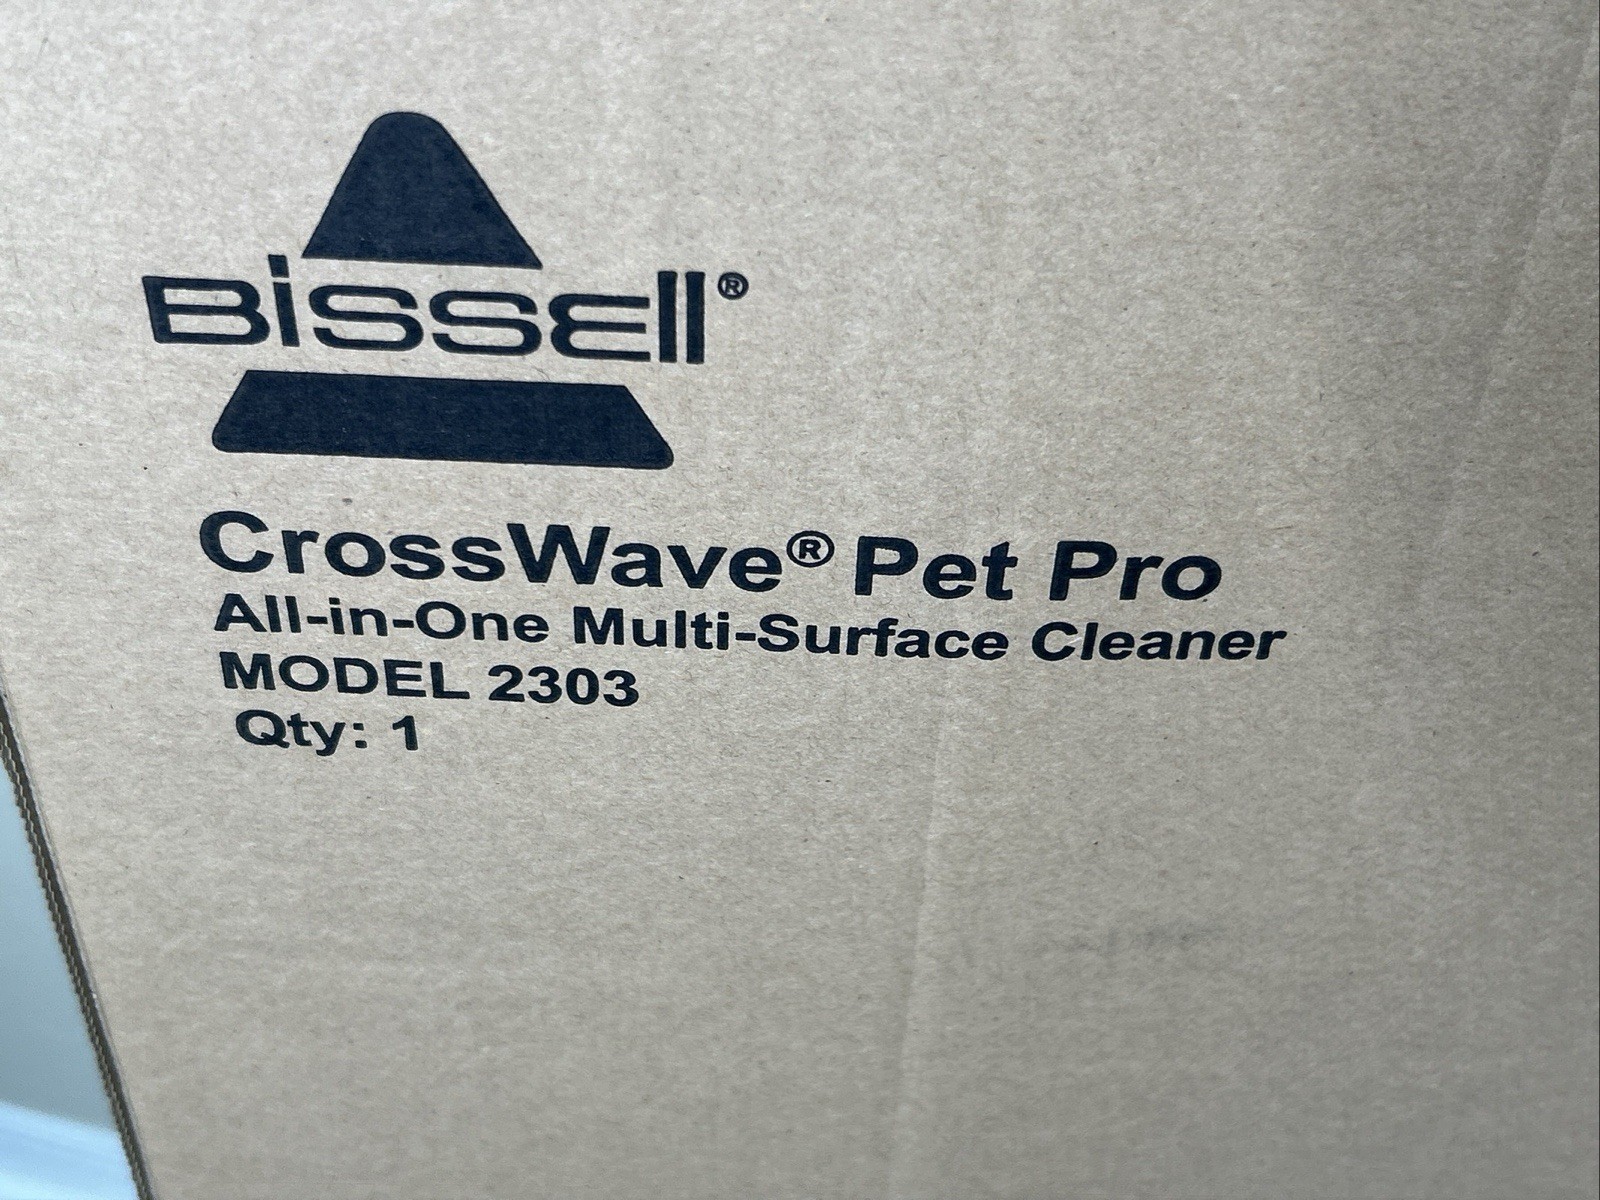 BISSELL®
CrossWave® Pet Pro
All-in-One Multi-Surface Cleaner
MODEL 2303
Qty: 1